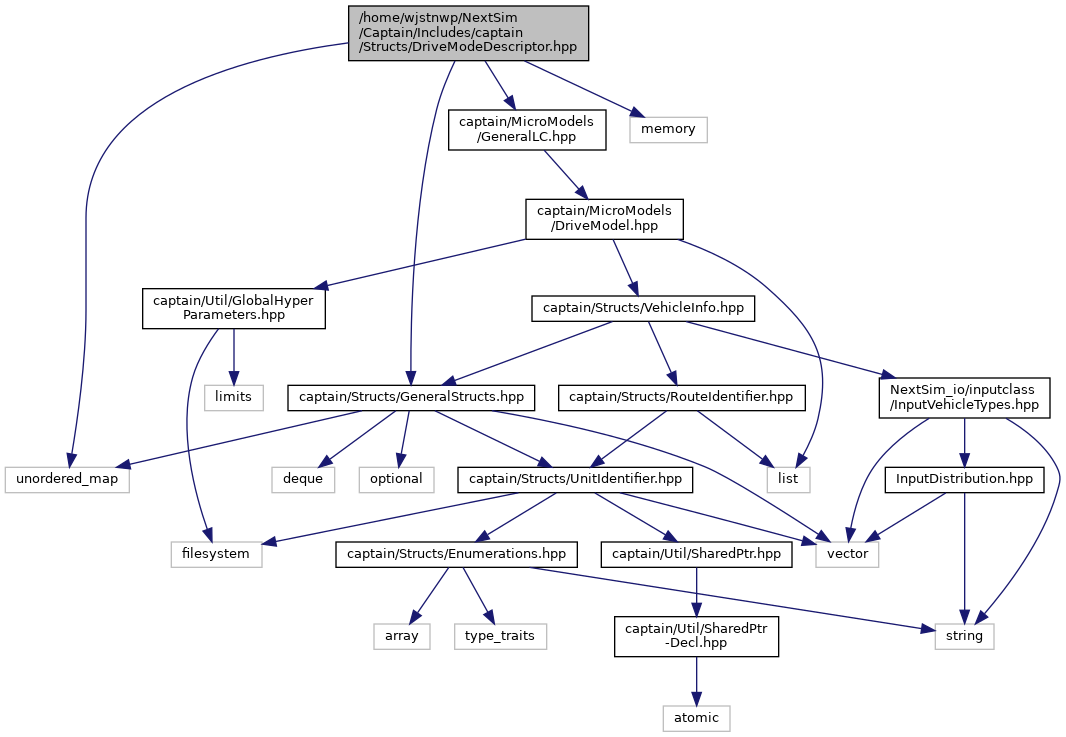 /home/wjstnwp/NextSim
/Captain/Includes/captain
/Structs/DriveModeDescriptor.hpp
captain/MicroModels
/GeneralLC.hpp
memory
captain/MicroModels
/DriveModel.hpp
captain/Util/GlobalHyper
Parameters.hpp
captain/Structs/VehicleInfo.hpp
limits
captain/Structs/GeneralStructs.hpp
captain/Structs/RouteIdentifier.hpp
NextSim_io/inputclass
/InputVehicleTypes.hpp
unordered_map
deque
optional
captain/Structs/UnitIdentifier.hpp
list
InputDistribution.hpp
filesystem
captain/Structs/Enumerations.hpp
captain/Util/SharedPtr.hpp
vector
array
type_traits
captain/Util/SharedPtr
-Decl.hpp
string
atomic